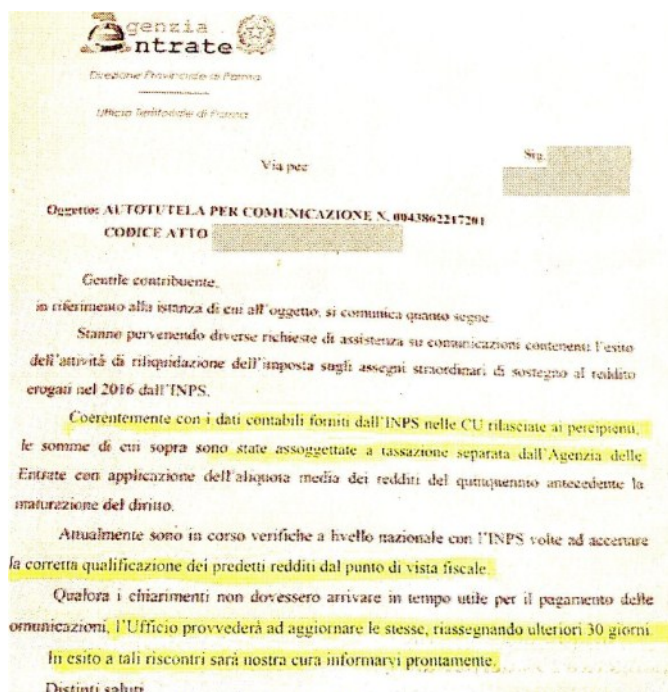 Agenzia
Entrate
Direzione Provinciale di Parma
Ufficio Territoriale di Parma
Sig.
Via per
Oggetto: AUTOTUTELA PER COMUNICAZIONE N. 0043862217201
CODICE ATTO
Gentile contribuente,
in riferimento alla istanza di cui all'oggetto, si comunica quanto segne.
Stanno pervenendo diverse richieste di assistenza su comunicazioni contenenti l'esito
dell'attività di riliquidazione dell'imposta sugli assegni straordinari di sostegno al reddito
erogati nel 2016 dall'INPS.
Coerentemente con i dati contabili forniti dall'INPS nelle CU rilasciate ai percipienti,
le somme di cui sopra sono state assoggettate a tassazione separata dall'Agenzia delle
Entrate con applicazione dell'aliquota media dei redditi del quinquennio antecedente la
maturazione del diritto.
Attualmente sono in corso verifiche a livello nazionale con l'INPS volte ad accertare
la corretta qualificazione dei predetti redditi dal punto di vista fiscale.
Qualora i chiarimenti non dovessero arrivare in tempo utile per il pagamento delle
omunicazioni, l'Ufficio provvederà ad aggiornare le stesse, riassegnando ulteriori 30 giorni.
In esito a tali riscontri sarà nostra cura informarvi prontamente.
Distinti saluti